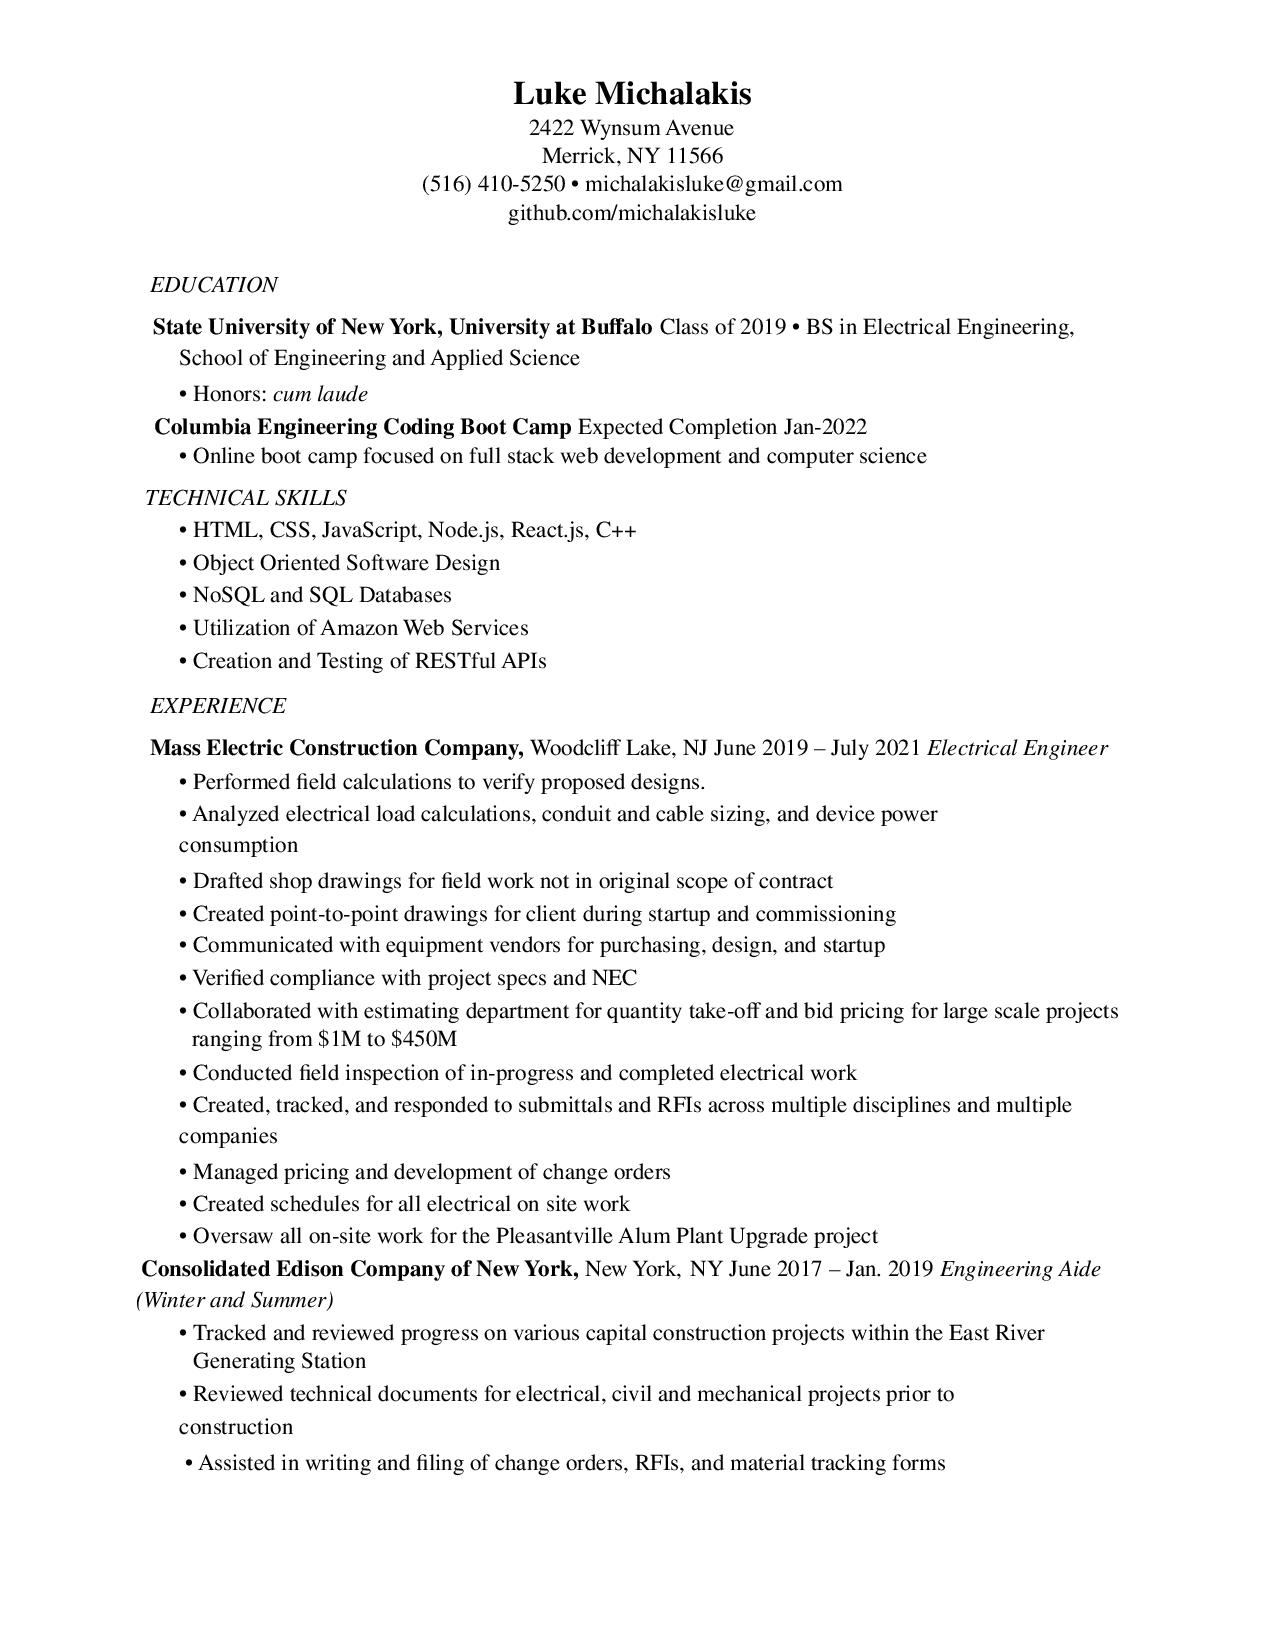 Luke Michalakis
2422 Wynsum Avenue
Merrick, NY 11566
(516) 410-5250 • michalakisluke@gmail.com
github.com/michalakisluke
EDUCATION
State University of New York, University at Buffalo Class of 2019 • BS in Electrical Engineering,
School of Engineering and Applied Science
• Honors: cum laude
Columbia Engineering Coding Boot Camp Expected Completion Jan-2022
• Online boot camp focused on full stack web development and computer science
TECHNICAL SKILLS
• HTML, CSS, JavaScript, Node.js, React.js, C++
• Object Oriented Software Design
• NoSQL and SQL Databases
• Utilization of Amazon Web Services
• Creation and Testing of RESTful APIs
EXPERIENCE
Mass Electric Construction Company, Woodcliff Lake, NJ June 2019 – July 2021 Electrical Engineer
• Performed field calculations to verify proposed designs.
• Analyzed electrical load calculations, conduit and cable sizing, and device power
consumption
• Drafted shop drawings for field work not in original scope of contract
• Created point-to-point drawings for client during startup and commissioning
• Communicated with equipment vendors for purchasing, design, and startup
• Verified compliance with project specs and NEC
• Collaborated with estimating department for quantity take-off and bid pricing for large scale projects
ranging from $1M to $450M
• Conducted field inspection of in-progress and completed electrical work
• Created, tracked, and responded to submittals and RFIs across multiple disciplines and multiple
companies
• Managed pricing and development of change orders
• Created schedules for all electrical on site work
• Oversaw all on-site work for the Pleasantville Alum Plant Upgrade project
Consolidated Edison Company of New York, New York, NY June 2017 – Jan. 2019 Engineering Aide
(Winter and Summer)
• Tracked and reviewed progress on various capital construction projects within the East River
Generating Station
• Reviewed technical documents for electrical, civil and mechanical projects prior to
construction
• Assisted in writing and filing of change orders, RFIs, and material tracking forms